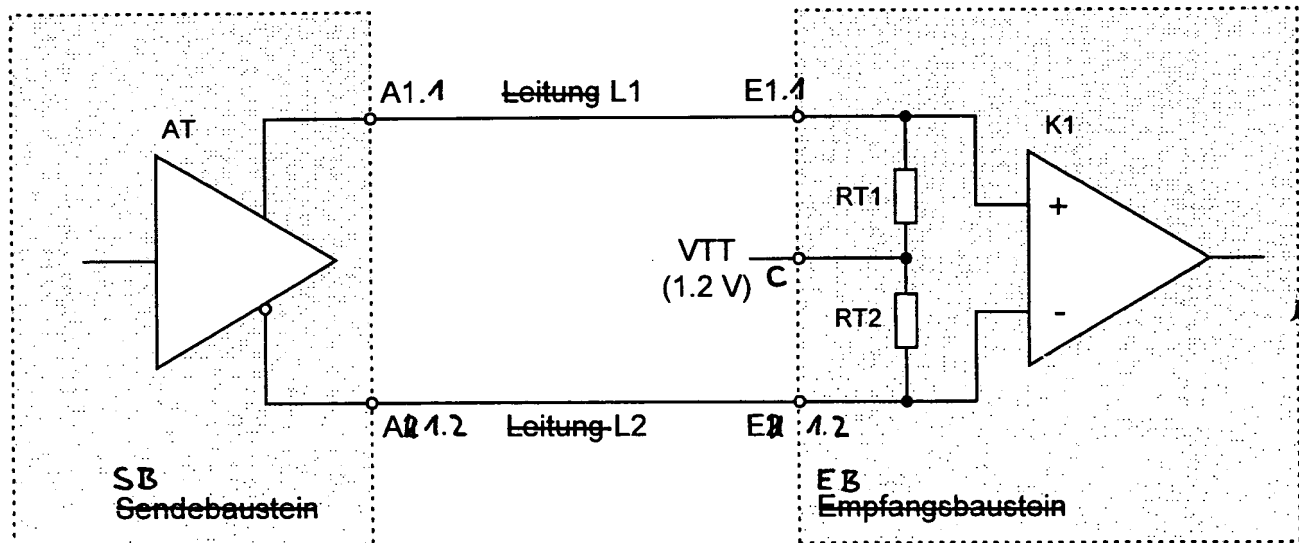 A1.1 Leitung L1 E1.1
AT
K1
RT1
+
VTT
C
(1.2 V)
RT2
-
A 1.2 Leitung L2 E 1.2
SB
Sendebaustein
EB
Empfangsbaustein